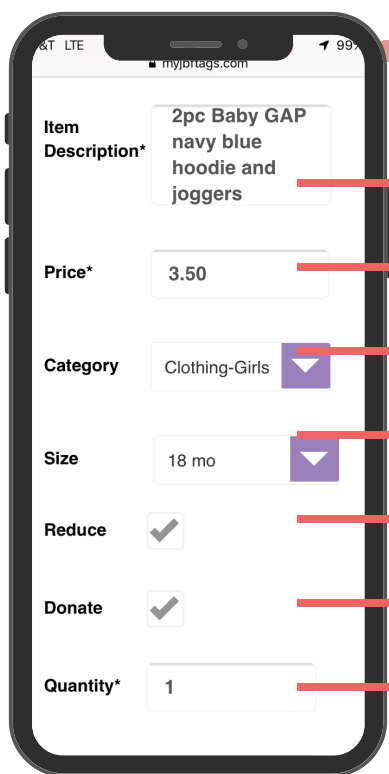 &T LTE 99%
myjbftags.com
Item
Description*
2pc Baby GAP
navy blue
hoodie and
joggers
Price*
3.50
Category
Clothing-Girls
Size
18 mo
Reduce
Donate
Quantity*
1